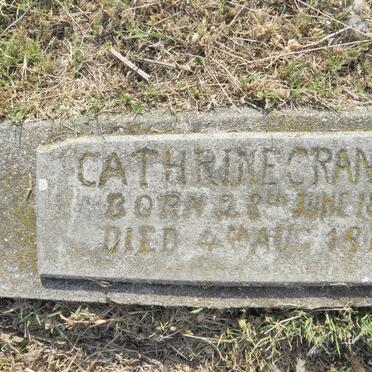 CATHRINE CRAN
BORN 28TH JUNE 18
DIED 4TH AUG 19